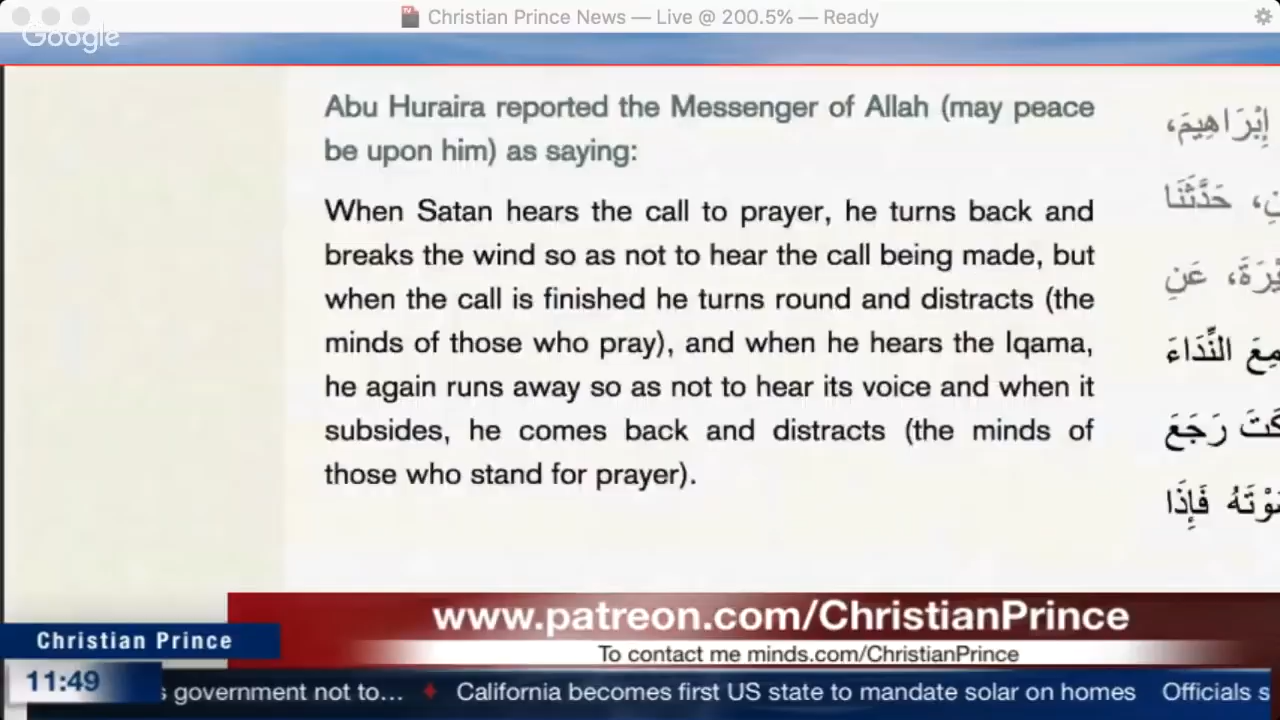 Christian Prince News — Live @ 200.5% — Ready
Google
Abu Huraira reported the Messenger of Allah (may peace
be upon him) as saying:
When Satan hears the call to prayer, he turns back and
breaks the wind so as not to hear the call being made, but
when the call is finished he turns round and distracts (the
minds of those who pray), and when he hears the Iqama,
he again runs away so as not to hear its voice and when it
subsides, he comes back and distracts (the minds of
those who stand for prayer).
إِبْرَاهِيمَ،
حَدَّثَنَا
عَنِ
النِّدَاءَ
رَجَعَ
فَإِذَا
www.patreon.com/ChristianPrince
To contact me minds.com/ChristianPrince
Christian Prince
11:49
s government not to... ♦ California becomes first US state to mandate solar on homes Officials s